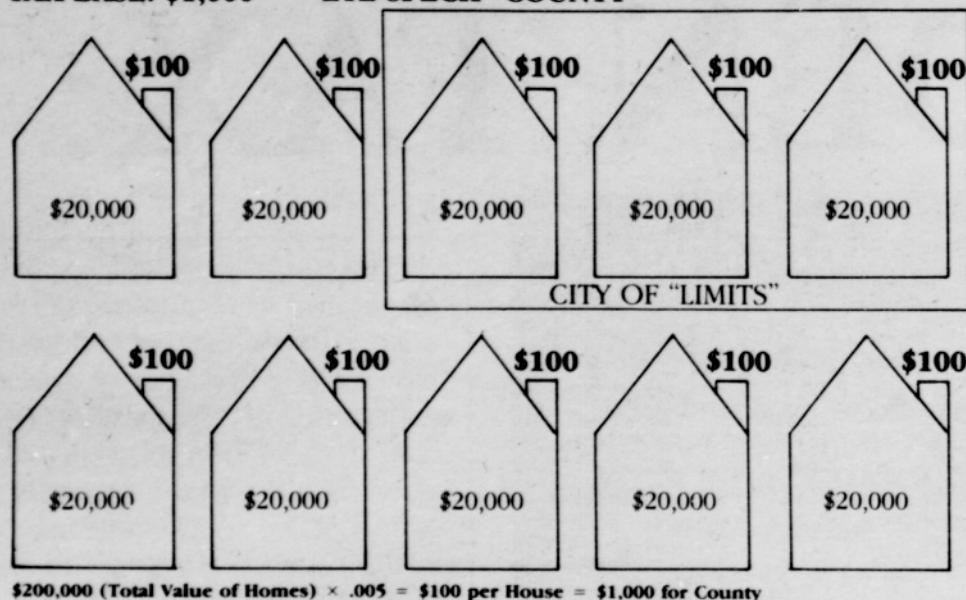 $100 $100 $100 $100 $100
$20,000 $20,000 $20,000 $20,000 $20,000
CITY OF “LIMITS”
$100 $100 $100 $100 $100
$20,000 $20,000 $20,000 $20,000 $20,000
$200,000 (Total Value of Homes) × .005 = $100 per House = $1,000 for County